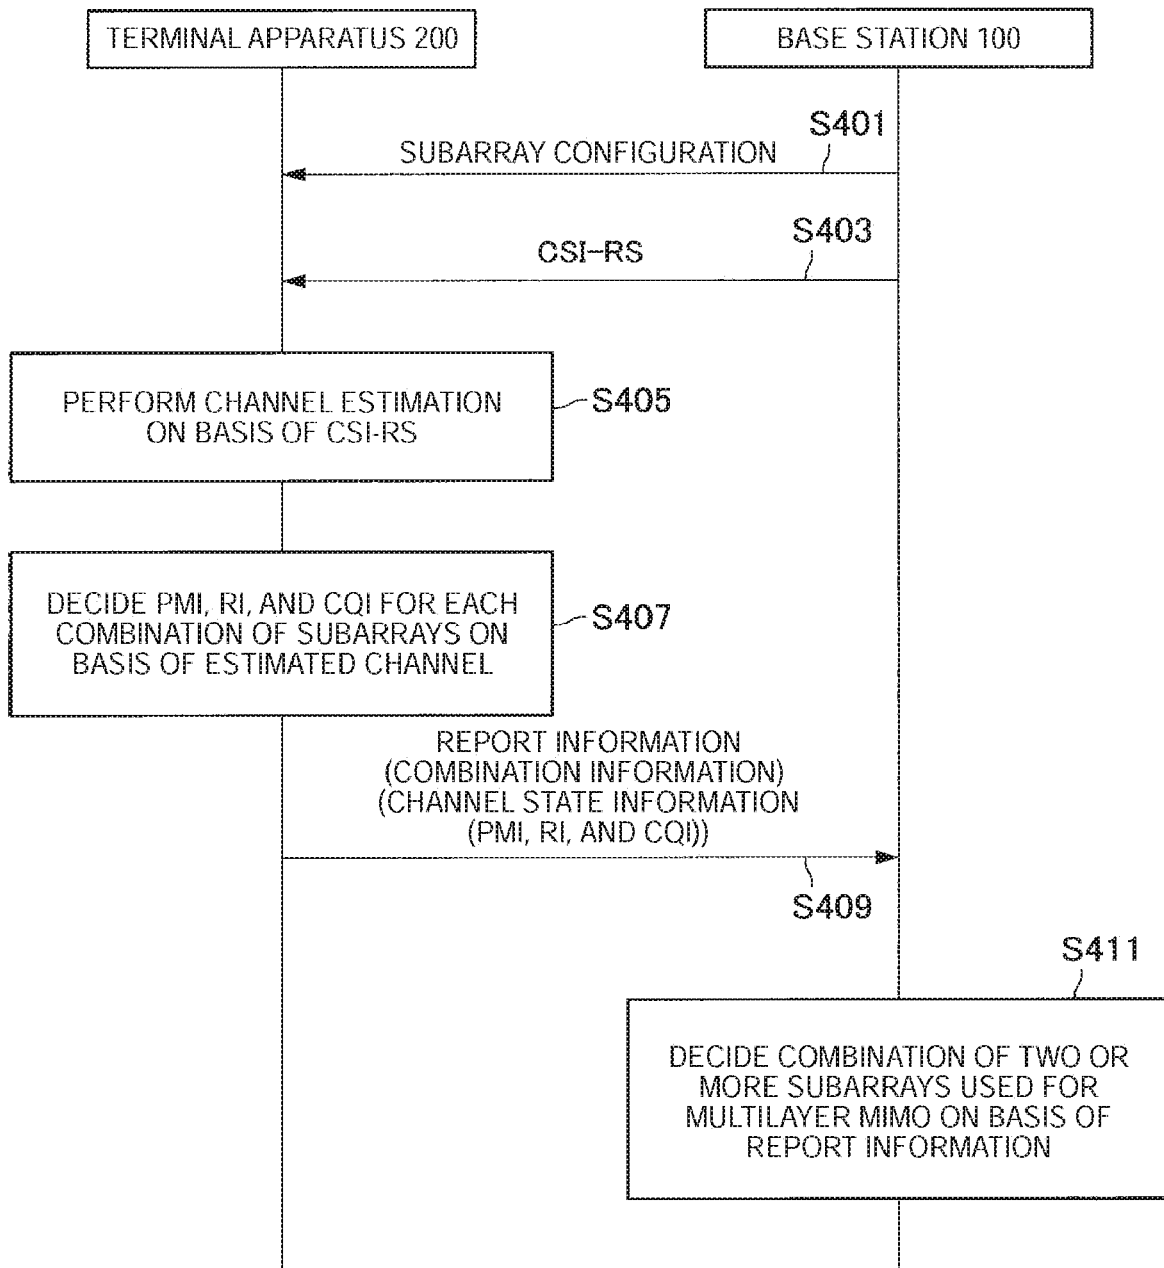 TERMINAL APPARATUS 200
BASE STATION 100
S401
SUBARRAY CONFIGURATION
S403
CSI-RS
PERFORM CHANNEL ESTIMATION
ON BASIS OF CSI-RS
S405
DECIDE PMI, RI, AND CQI FOR EACH
COMBINATION OF SUBARRAYS ON
BASIS OF ESTIMATED CHANNEL
S407
REPORT INFORMATION
(COMBINATION INFORMATION)
(CHANNEL STATE INFORMATION
(PMI, RI, AND CQI))
S409
S411
DECIDE COMBINATION OF TWO OR
MORE SUBARRAYS USED FOR
MULTILAYER MIMO ON BASIS OF
REPORT INFORMATION